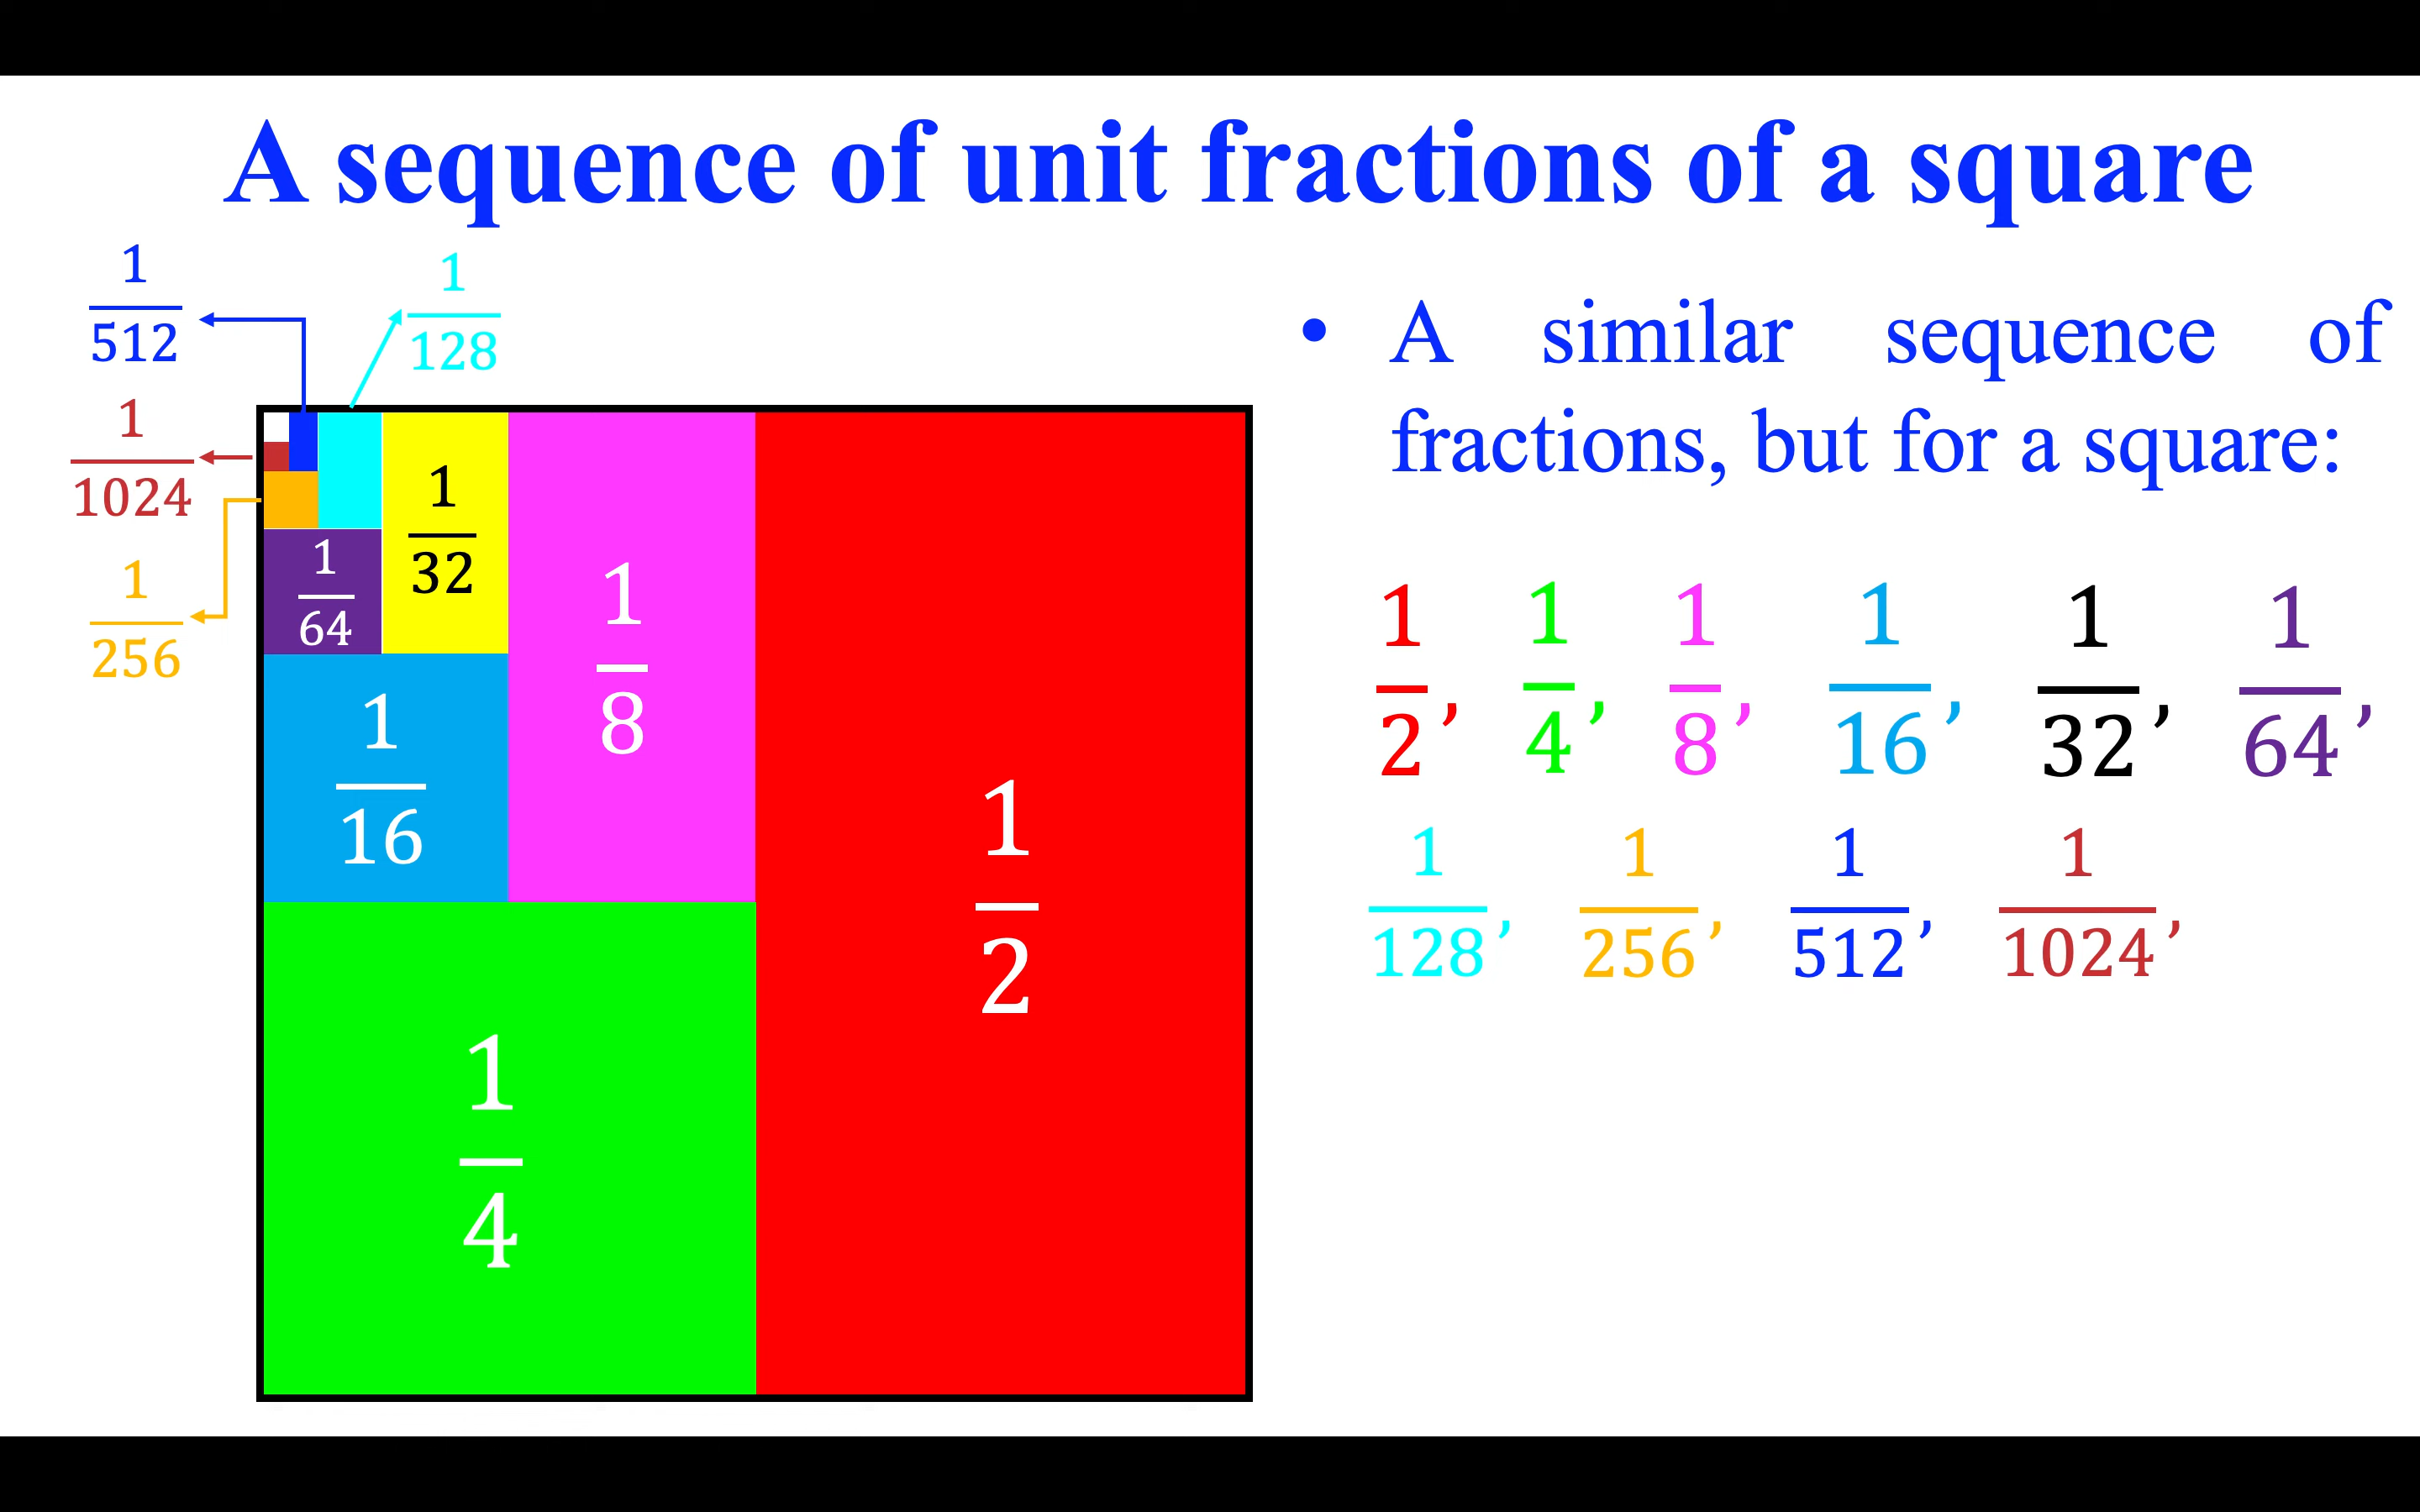 A sequence of unit fractions of a square
1/512
1/128
1/1024
1/256
1/64
1/32
1/16
1/8
1/4
1/2
• A similar sequence of
fractions, but for a square:
1/2, 1/4, 1/8, 1/16, 1/32, 1/64,
1/128, 1/256, 1/512, 1/1024,